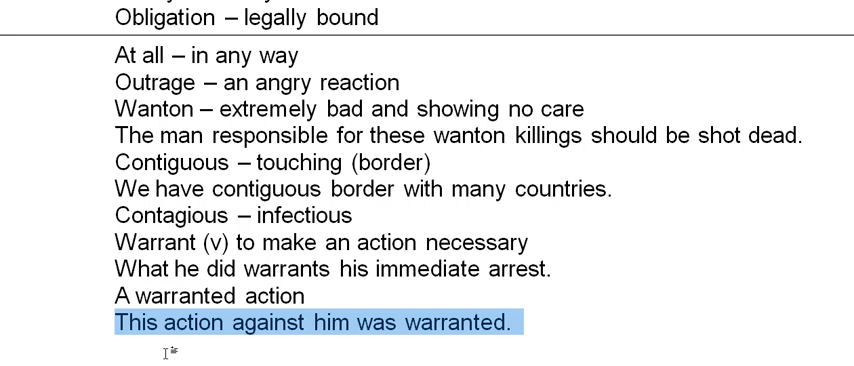 Obligation – legally bound
At all – in any way
Outrage – an angry reaction
Wanton – extremely bad and showing no care
The man responsible for these wanton killings should be shot dead.
Contiguous – touching (border)
We have contiguous border with many countries.
Contagious – infectious
Warrant (v) to make an action necessary
What he did warrants his immediate arrest.
A warranted action
This action against him was warranted.